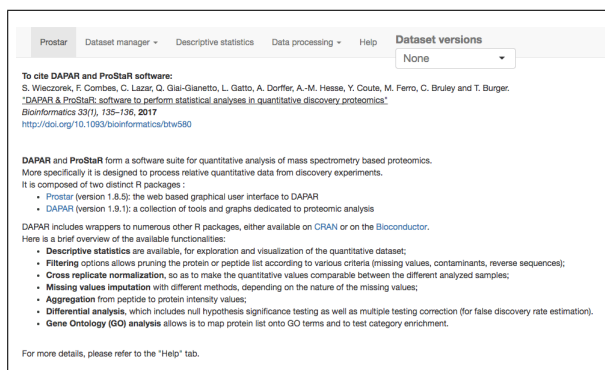 Prostar Dataset manager Descriptive statistics Data processing Help Dataset versions
None
To cite DAPAR and ProStaR software:
S. Wieczorek, F. Combes, C. Lazar, Q. Giai-Gianetto, L. Gatto, A. Dorffer, A.-M. Hesse, Y. Coute, M. Ferro, C. Bruley and T. Burger.
"DAPAR & ProStaR: software to perform statistical analyses in quantitative discovery proteomics"
Bioinformatics 33(1), 135–136, 2017
http://doi.org/10.1093/bioinformatics/btw580
DAPAR and ProStaR form a software suite for quantitative analysis of mass spectrometry based proteomics.
More specifically it is designed to process relative quantitative data from discovery experiments.
It is composed of two distinct R packages :
• Prostar (version 1.8.5): the web based graphical user interface to DAPAR
• DAPAR (version 1.9.1): a collection of tools and graphs dedicated to proteomic analysis
DAPAR includes wrappers to numerous other R packages, either available on CRAN or on the Bioconductor.
Here is a brief overview of the available functionalities:
• Descriptive statistics are available, for exploration and visualization of the quantitative dataset;
• Filtering options allows pruning the protein or peptide list according to various criteria (missing values, contaminants, reverse sequences);
• Cross replicate normalization, so as to make the quantitative values comparable between the different analyzed samples;
• Missing values imputation with different methods, depending on the nature of the missing values;
• Aggregation from peptide to protein intensity values;
• Differential analysis, which includes null hypothesis significance testing as well as multiple testing correction (for false discovery rate estimation).
• Gene Ontology (GO) analysis allows is to map protein list onto GO terms and to test category enrichment.
For more details, please refer to the "Help" tab.